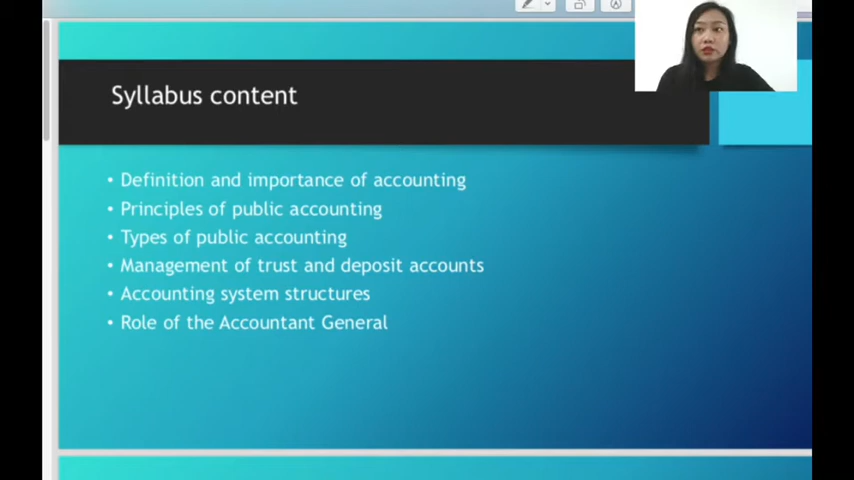 Syllabus content
• Definition and importance of accounting
• Principles of public accounting
• Types of public accounting
• Management of trust and deposit accounts
• Accounting system structures
• Role of the Accountant General